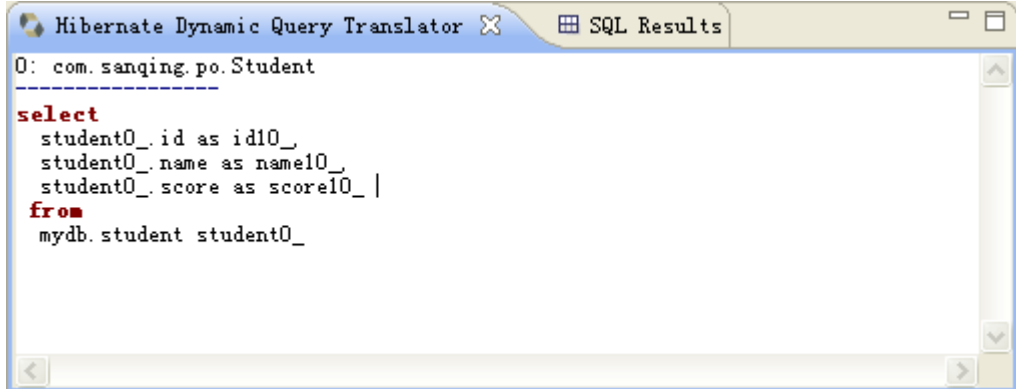 Hibernate Dynamic Query Translator
SQL Results
0: com.sanqing.po.Student
-----------------
select
student0_.id as id10_,
student0_.name as name10_,
student0_.score as score10_
from
mydb.student student0_